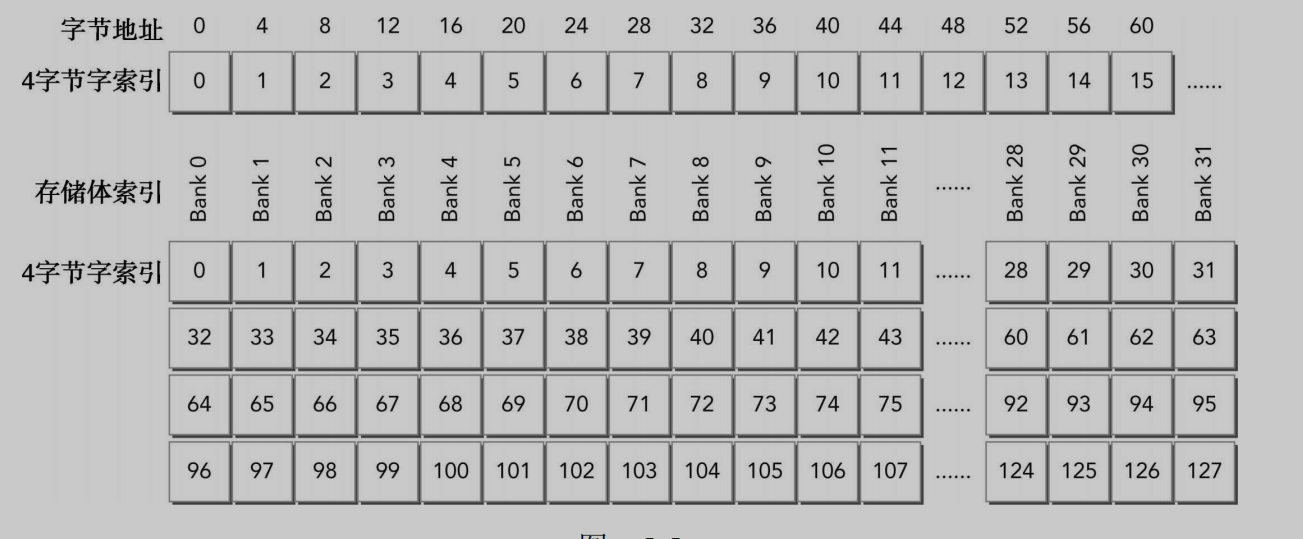 字节地址 0 4 8 12 16 20 24 28 32 36 40 44 48 52 56 60
4字节字索引 0 1 2 3 4 5 6 7 8 9 10 11 12 13 14 15 ......
存储体索引 Bank 0 Bank 1 Bank 2 Bank 3 Bank 4 Bank 5 Bank 6 Bank 7 Bank 8 Bank 9 Bank 10 Bank 11 ...... Bank 28 Bank 29 Bank 30 Bank 31
4字节字索引 0 1 2 3 4 5 6 7 8 9 10 11 ...... 28 29 30 31
32 33 34 35 36 37 38 39 40 41 42 43 ...... 60 61 62 63
64 65 66 67 68 69 70 71 72 73 74 75 ...... 92 93 94 95
96 97 98 99 100 101 102 103 104 105 106 107 ...... 124 125 126 127